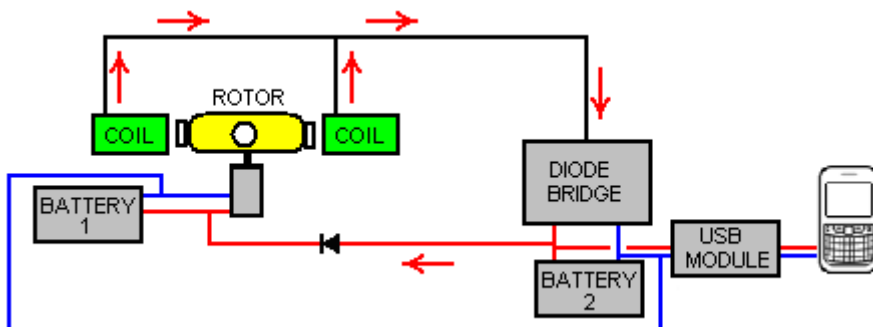 ROTOR
COIL
COIL
DIODE
BRIDGE
BATTERY
1
USB
MODULE
BATTERY
2